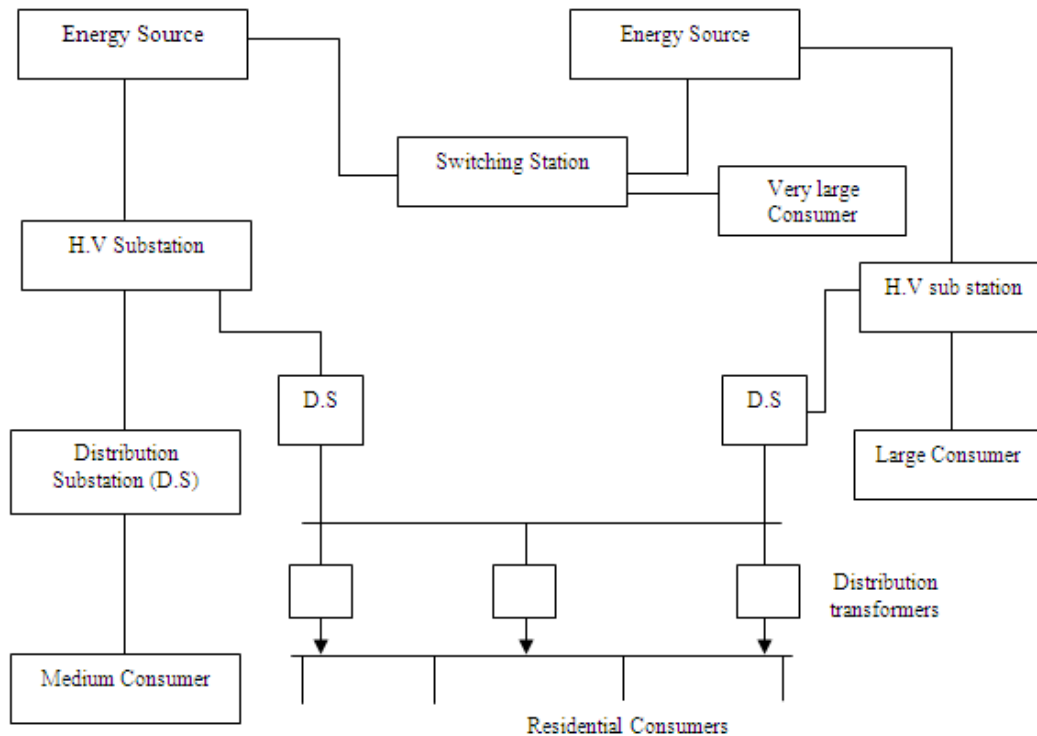 Energy Source
Energy Source
Switching Station
Very large
Consumer
H.V Substation
H.V sub station
D.S
D.S
Distribution
Substation (D.S)
Large Consumer
Distribution
transformers
Medium Consumer
Residential Consumers